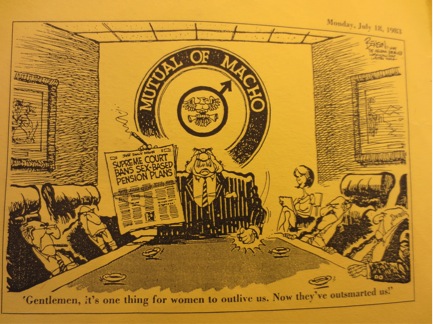 Monday, July 18, 1983
MUTUAL OF MACHO
SUPREME COURT
BANS SEX-BASED
PENSION PLANS
'Gentlemen, it's one thing for women to outlive us. Now they've outsmarted us!'